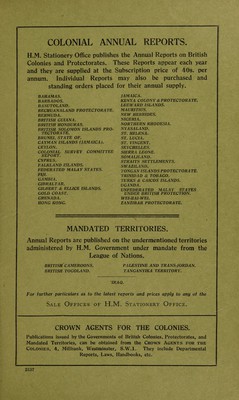 COLONIAL ANNUAL REPORTS.
H.M. Stationery Office publishes the Annual Reports on British
Colonies and Protectorates. These Reports appear each year
and they are supplied at the Subscription price of 40s. per
annum. Individual Reports may also be purchased and
standing orders placed for their annual supply.
BAHAMAS.
BARBADOS.
BASUTOLAND.
BECHUANALAND PROTECTORATE.
BERMUDA.
BRITISH GUIANA.
BRITISH HONDURAS.
BRITISH SOLOMON ISLANDS PRO-
TECTORATE.
BRUNEI, STATE OF.
CAYMAN ISLANDS (JAMAICA).
CEYLON.
COLONIAL SURVEY COMMITTEE
REPORT.
CYPRUS.
FALKLAND ISLANDS.
FEDERATED MALAY STATES.
FIJI.
GAMBIA.
GIBRALTAR.
GILBERT & ELLICE ISLANDS.
GOLD COAST.
GRENADA.
HONG KONG.
JAMAICA.
KENYA COLONY & PROTECTORATE.
LEEWARD ISLANDS.
MAURITIUS.
NEW HEBRIDES.
NIGERIA.
NORTHERN RHODESIA.
NYASALAND.
ST. HELENA.
ST. LUCIA.
ST. VINCENT.
SEYCHELLES.
SIERRA LEONE.
SOMALILAND.
STRAITS SETTLEMENTS.
SWAZILAND.
TONGAN ISLANDS PROTECTORATE.
TRINIDAD & TOBAGO.
TURKS & CAICOS ISLANDS.
UGANDA.
UNFEDERATED MALAY STATES
UNDER BRITISH PROTECTION.
WEI-HAI-WEI.
ZANZIBAR PROTECTORATE.
MANDATED TERRITORIES.
Annual Reports are published on the undermentioned territories
administered by H.M. Government under mandate from the
League of Nations.
BRITISH CAMEROONS.
BRITISH TOGOLAND.
PALESTINE AND TRANS-JORDAN.
TANGANYIKA TERRITORY.
IRAQ.
For further particulars as to the latest reports and prices apply to any of the
SALE OFFICES OF H.M. STATIONERY OFFICE.
CROWN AGENTS FOR THE COLONIES.
Publications issued by the Governments of British Colonies, Protectorates, and
Mandated Territories, can be obtained from the CROWN AGENTS FOR THE
COLONIES, 4, Millbank, Westminster, S.W.1. They include Departmental
Reports, Laws, Handbooks, etc.